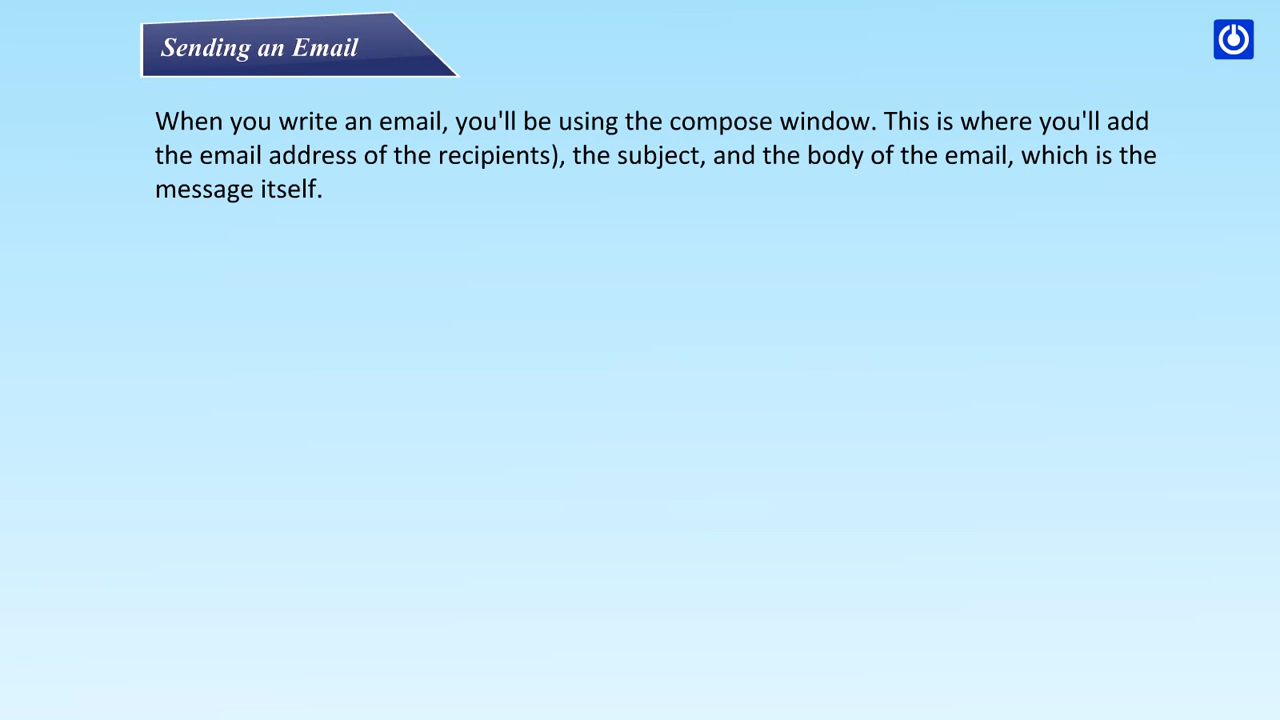 Sending an Email
When you write an email, you'll be using the compose window. This is where you'll add
the email address of the recipients), the subject, and the body of the email, which is the
message itself.